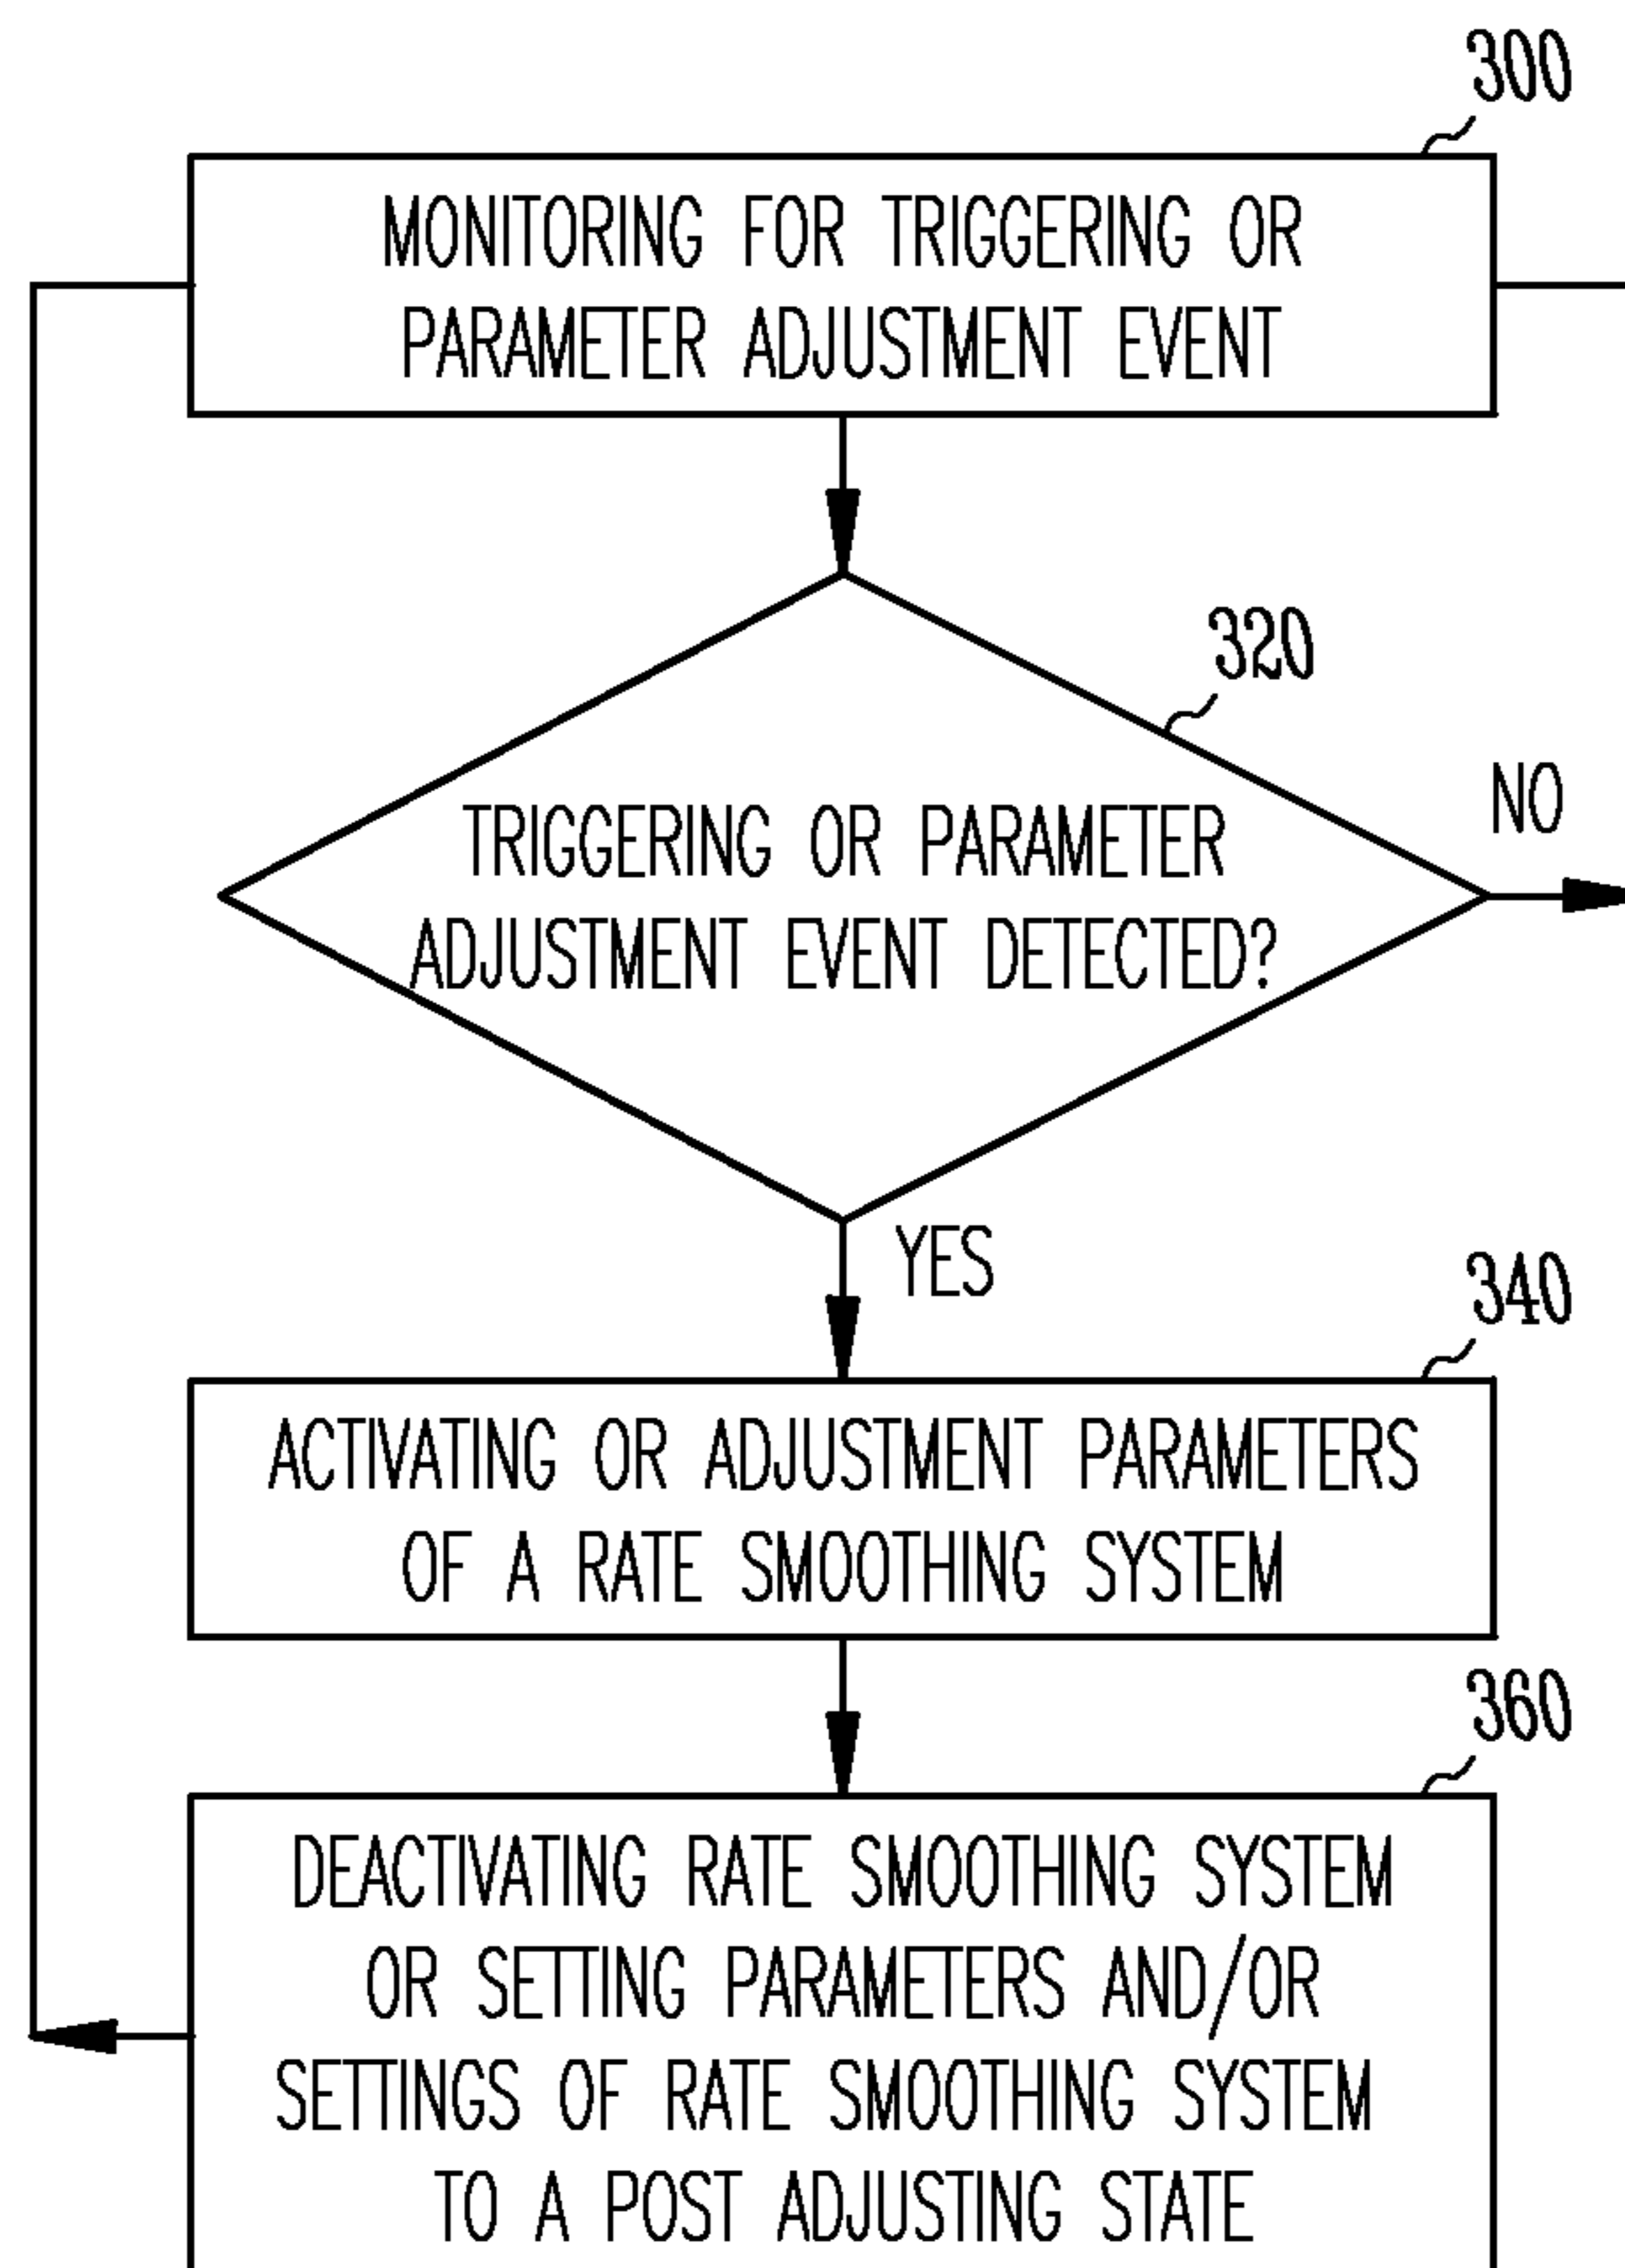 300
MONITORING FOR TRIGGERING OR
PARAMETER ADJUSTMENT EVENT
320
TRIGGERING OR PARAMETER
ADJUSTMENT EVENT DETECTED?
NO
YES
340
ACTIVATING OR ADJUSTMENT PARAMETERS
OF A RATE SMOOTHING SYSTEM
360
DEACTIVATING RATE SMOOTHING SYSTEM
OR SETTING PARAMETERS AND/OR
SETTINGS OF RATE SMOOTHING SYSTEM
TO A POST ADJUSTING STATE